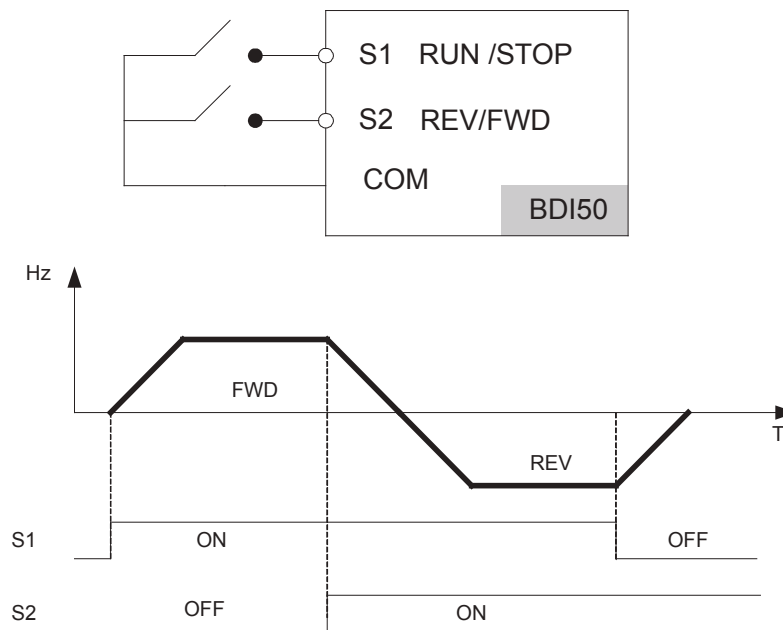 S1 RUN /STOP
S2 REV/FWD
COM
BDI50
Hz
FWD
T
REV
S1 ON OFF
S2 OFF ON